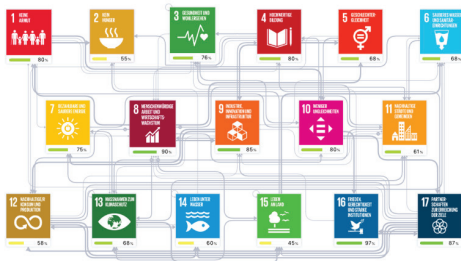 1 KEINE
ARMUT
80%
2 KEIN
HUNGER
55%
3 GESUNDHEIT UND
WOHLERGEHEN
76%
4 HOCHWERTIGE
BILDUNG
80%
5 GESCHLECHTER-
GLEICHHEIT
68%
6 SAUBERES WASSER
UND SANITÄR-
EINRICHTUNGEN
68%
7 BEZAHLBARE UND
SAUBERE ENERGIE
75%
8 MENSCHENWÜRDIGE
ARBEIT UND
WIRTSCHAFTS-
WACHSTUM
90%
9 INDUSTRIE,
INNOVATION UND
INFRASTRUKTUR
85%
10 WENIGER
UNGLEICHHEITEN
80%
11 NACHHALTIGE
STÄDTE UND
GEMEINDEN
61%
12 NACHHALTIGER
KONSUM UND
PRODUKTION
58%
13 MASSNAHMEN ZUM
KLIMASCHUTZ
68%
14 LEBEN UNTER
WASSER
60%
15 LEBEN
AN LAND
45%
16 FRIEDEN,
GERECHTIGKEIT
UND STARKE
INSTITUTIONEN
97%
17 PARTNER-
SCHAFTEN
ZUR ERREICHUNG
DER ZIELE
67%